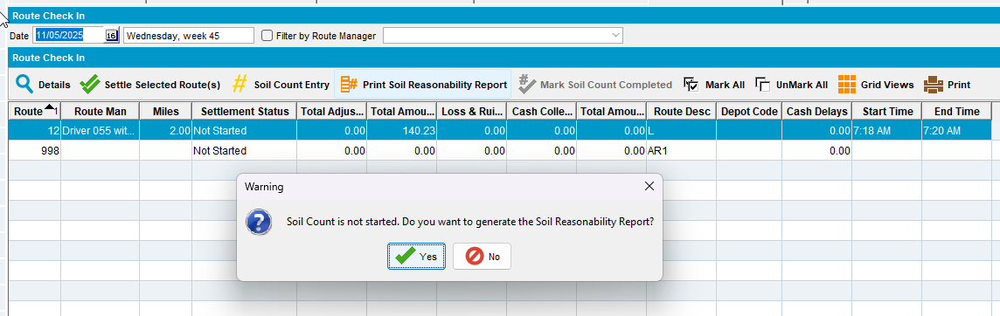 Route Check In
Date 11/05/2025 16 Wednesday, week 45 Filter by Route Manager
Route Check In
Details Settle Selected Route(s) Soil Count Entry Print Soil Reasonability Report Mark Soil Count Completed Mark All UnMark All Grid Views Print
Route 1 Route Man Miles Settlement Status Total Adjus... Total Amou... Loss & Rui... Cash Colle... Total Amou... Route Desc Depot Code Cash Delays Start Time End Time
12 Driver 055 wit... 2.00 Not Started 0.00 140.23 0.00 0.00 0.00 L 0.00 7:18 AM 7:20 AM
998 Not Started 0.00 0.00 0.00 0.00 0.00 AR1 0.00
Warning
Soil Count is not started. Do you want to generate the Soil Reasonability Report?
Yes No